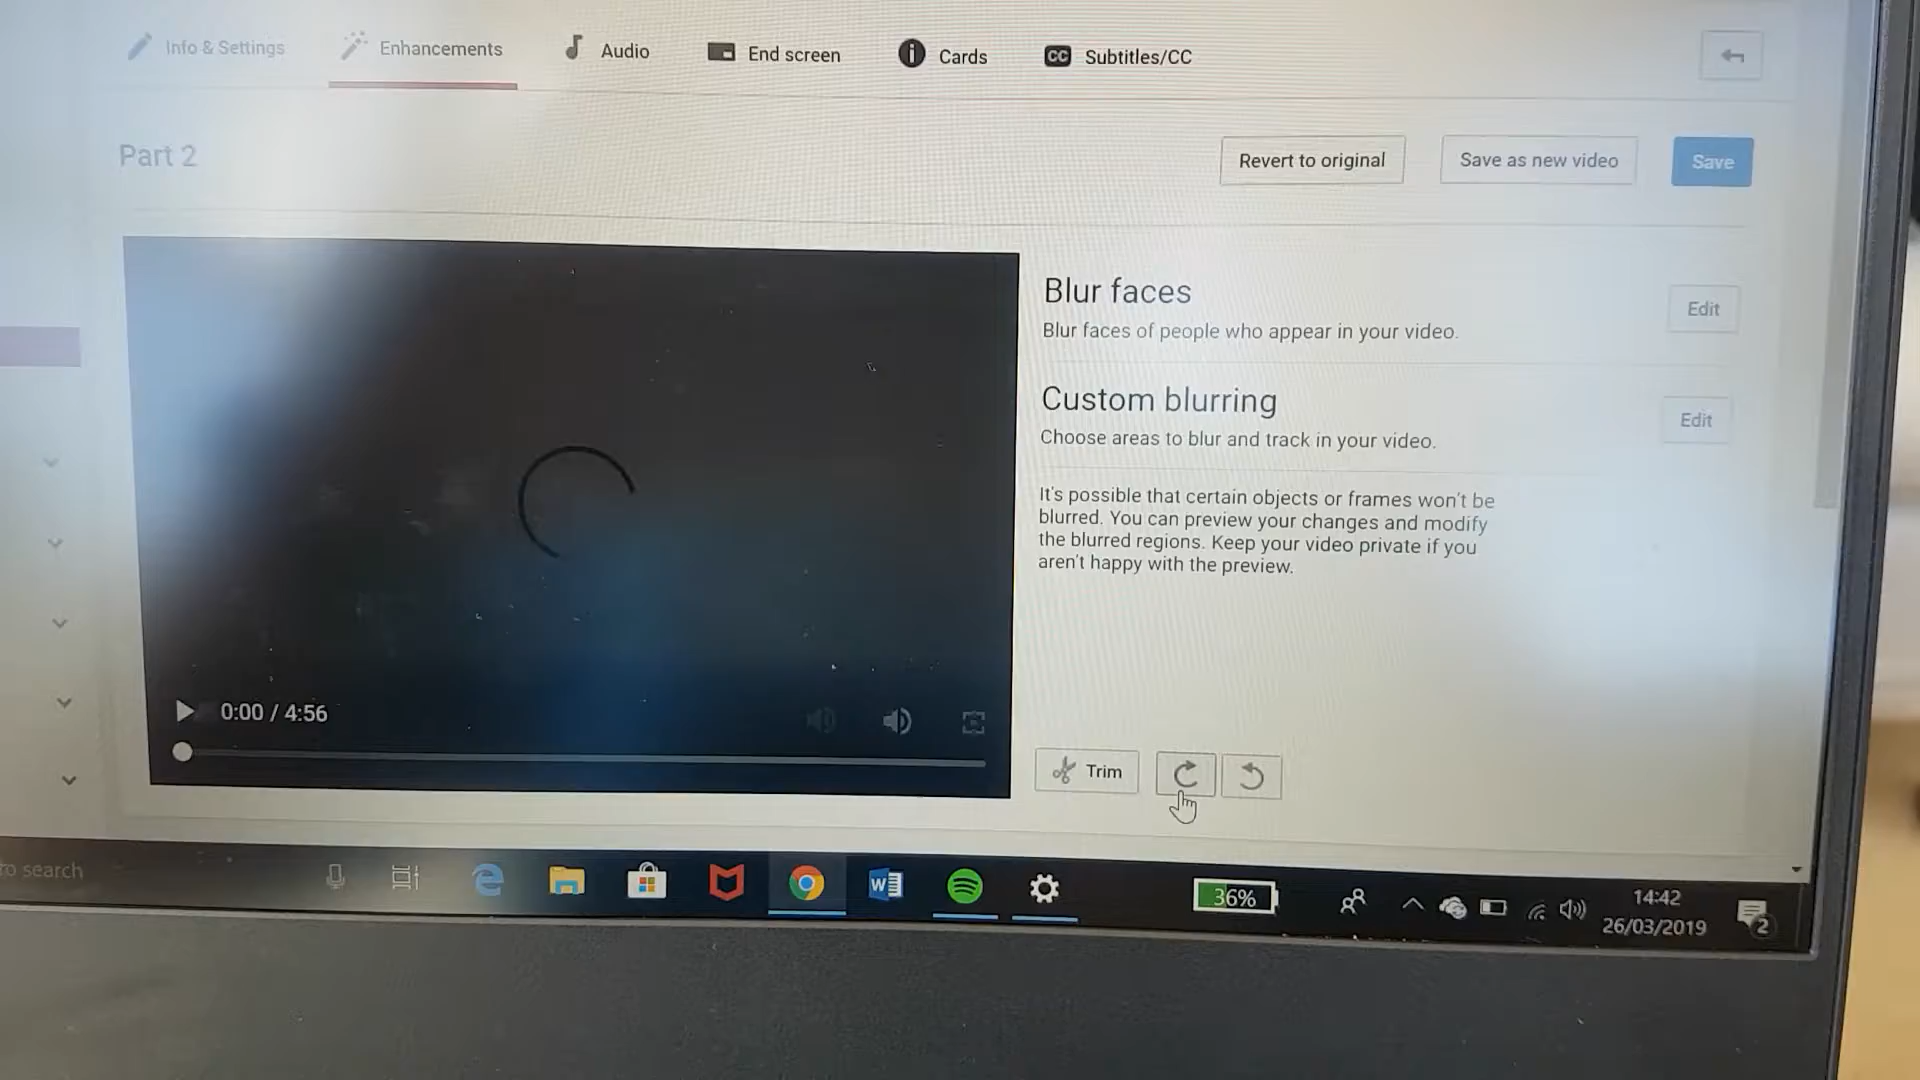 Info & Settings
Enhancements
Audio
End screen
Cards
CC Subtitles/CC
Part 2
Revert to original
Save as new video
Save
Blur faces
Blur faces of people who appear in your video.
Edit
Custom blurring
Choose areas to blur and track in your video.
Edit
It's possible that certain objects or frames won't be
blurred. You can preview your changes and modify
the blurred regions. Keep your video private if you
aren't happy with the preview.
0:00 / 4:56
Trim
to search
36%
14:42
26/03/2019
2